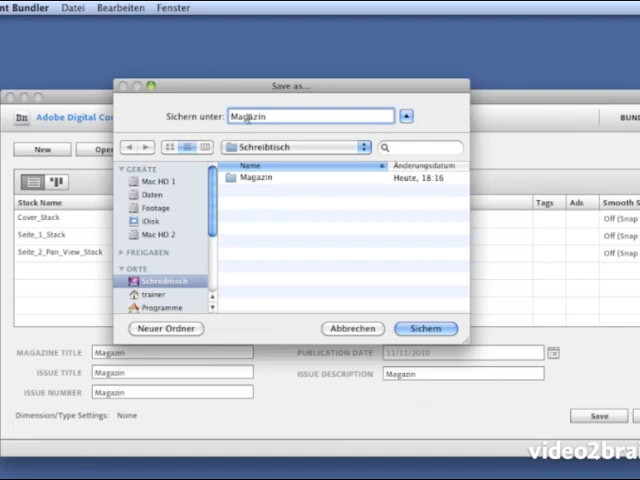 nt Bundler Datei Bearbeiten Fenster
Save as...
Sichern unter: Magazin
Bn Adobe Digital Co
BUND
New Open
Schreibtisch
GERÄTE
Mac HD 1
Daten
Footage
iDisk
Mac HD 2
FREIGABEN
ORTE
Schreibtisch
trainer
Programme
Name Änderungsdatum
Magazin Heute, 18:16
Stack Name Tags Ads Smooth S
Cover_Stack Off (Snap
Seite_1_Stack Off (Snap
Seite_2_Pan_View_Stack Off (Snap
Neuer Ordner Abbrechen Sichern
MAGAZINE TITLE Magazin PUBLICATION DATE 11/11/2010
ISSUE TITLE Magazin ISSUE DESCRIPTION Magazin
ISSUE NUMBER Magazin
Dimension/Type Settings: None
Save
video2brai